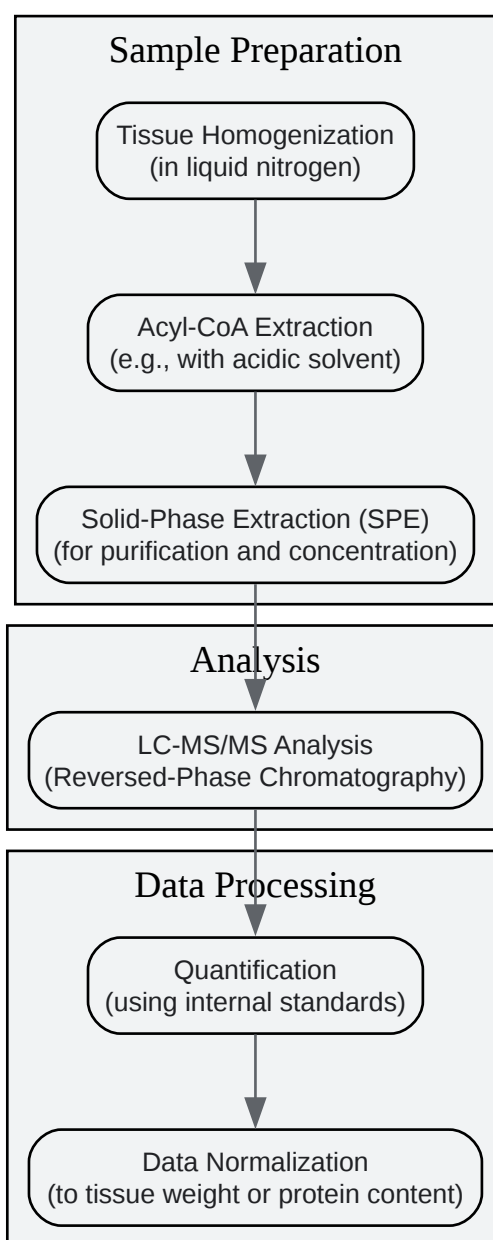 Sample Preparation
Tissue Homogenization
(in liquid nitrogen)
Acyl-CoA Extraction
(e.g., with acidic solvent)
Solid-Phase Extraction (SPE)
(for purification and concentration)
Analysis
LC-MS/MS Analysis
(Reversed-Phase Chromatography)
Data Processing
Quantification
(using internal standards)
Data Normalization
(to tissue weight or protein content)